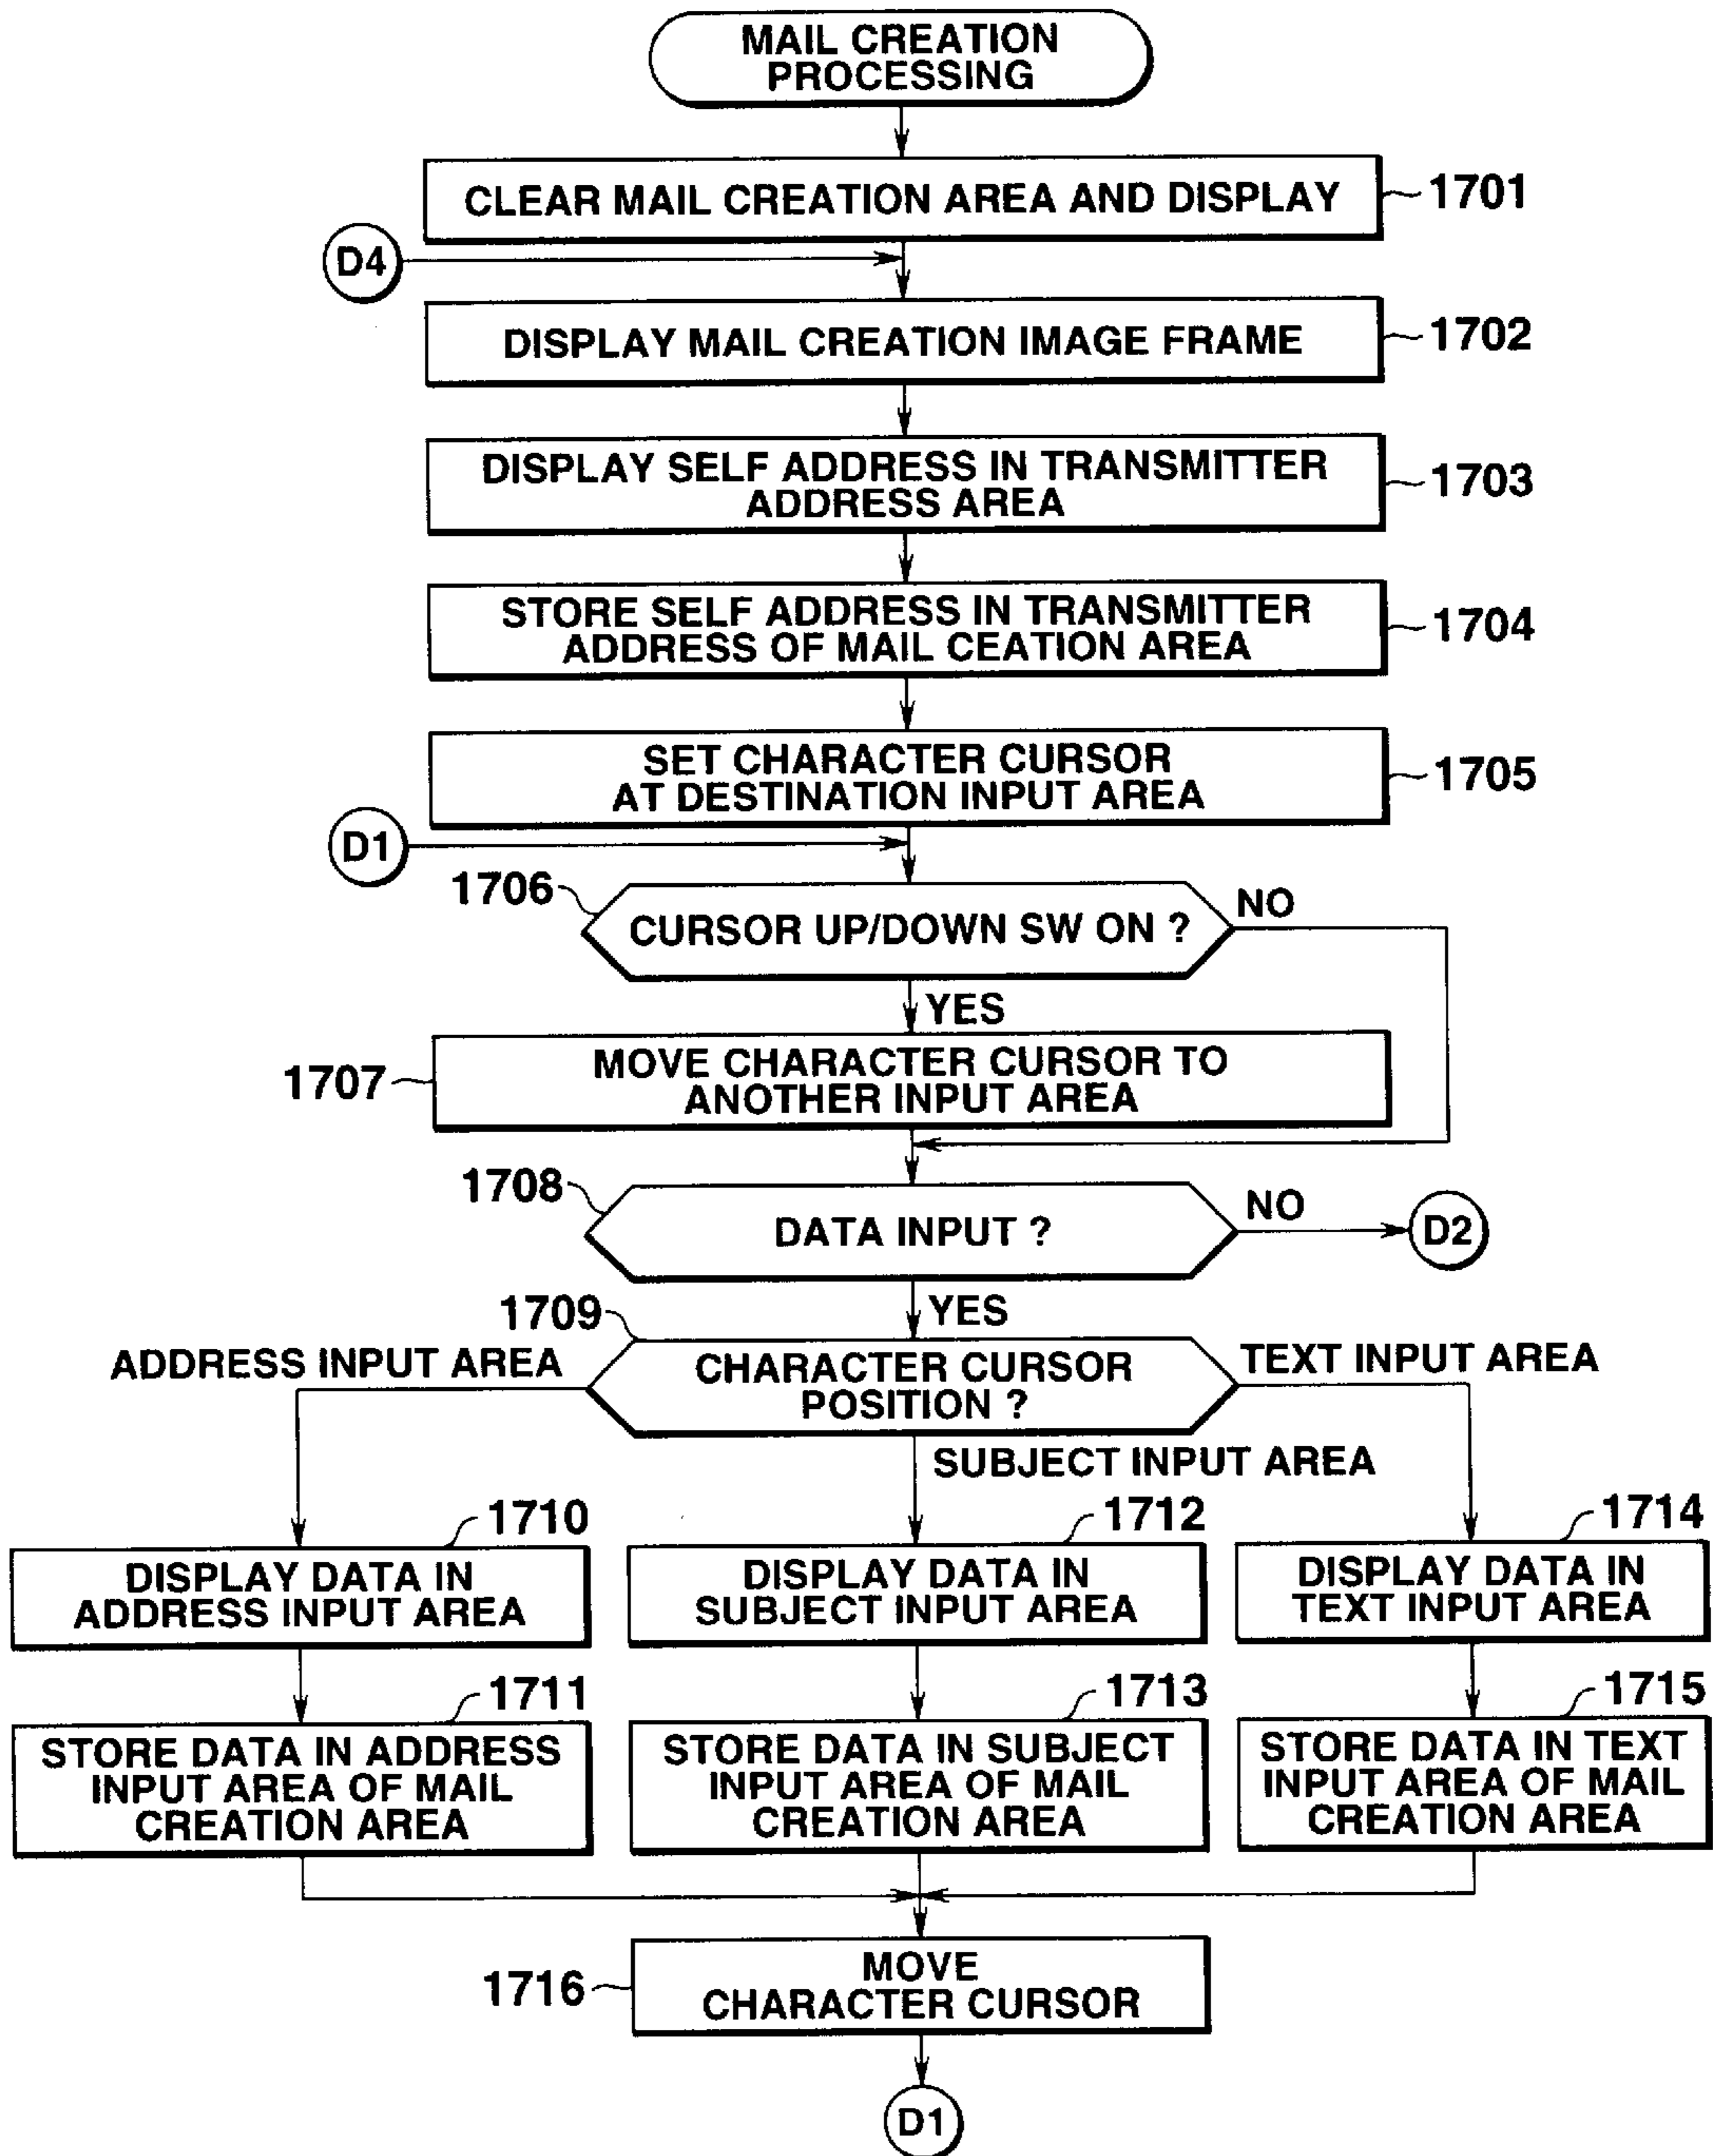 MAIL CREATION
PROCESSING
CLEAR MAIL CREATION AREA AND DISPLAY
1701
D4
DISPLAY MAIL CREATION IMAGE FRAME
1702
DISPLAY SELF ADDRESS IN TRANSMITTER
ADDRESS AREA
1703
STORE SELF ADDRESS IN TRANSMITTER
ADDRESS OF MAIL CEATION AREA
1704
SET CHARACTER CURSOR
AT DESTINATION INPUT AREA
1705
D1
1706
CURSOR UP/DOWN SW ON ?
NO
YES
1707
MOVE CHARACTER CURSOR TO
ANOTHER INPUT AREA
1708
DATA INPUT ?
NO
D2
YES
1709
CHARACTER CURSOR
POSITION ?
ADDRESS INPUT AREA
TEXT INPUT AREA
SUBJECT INPUT AREA
1710
DISPLAY DATA IN
ADDRESS INPUT AREA
1712
DISPLAY DATA IN
SUBJECT INPUT AREA
1714
DISPLAY DATA IN
TEXT INPUT AREA
1711
STORE DATA IN ADDRESS
INPUT AREA OF MAIL
CREATION AREA
1713
STORE DATA IN SUBJECT
INPUT AREA OF MAIL
CREATION AREA
1715
STORE DATA IN TEXT
INPUT AREA OF MAIL
CREATION AREA
1716
MOVE
CHARACTER CURSOR
D1